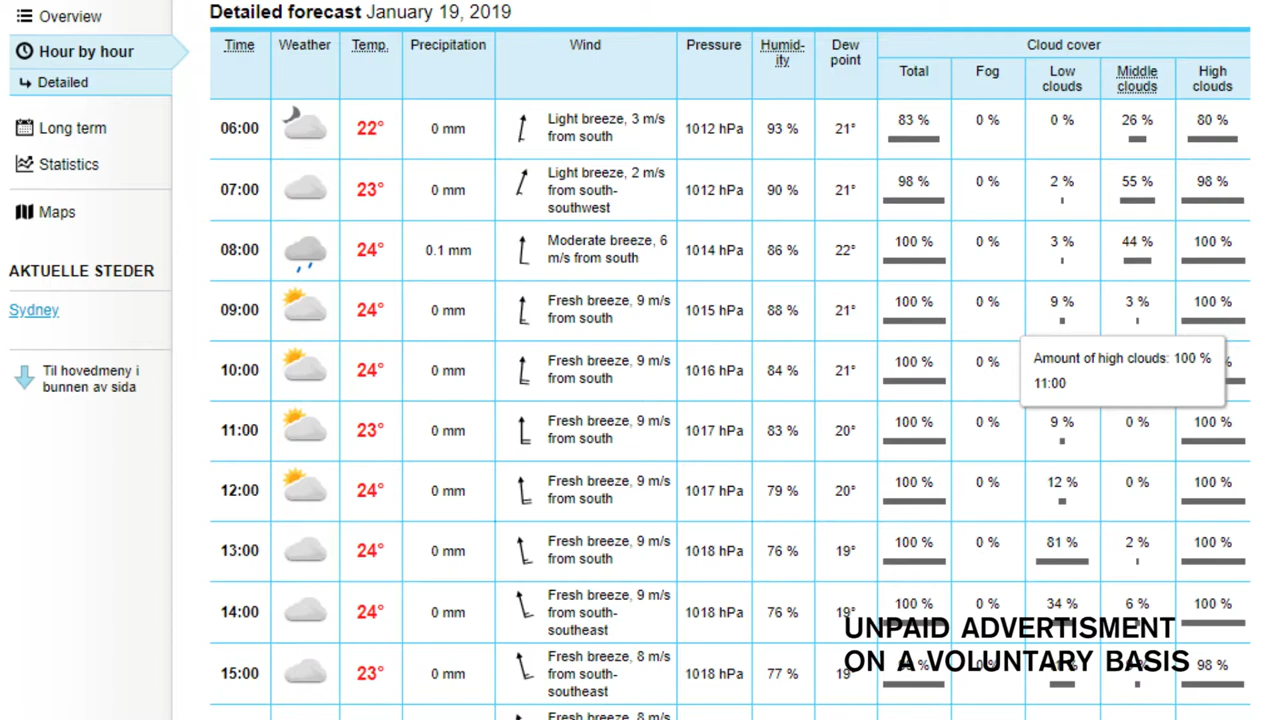 Overview
Hour by hour
Detailed
Long term
Statistics
Maps
AKTUELLE STEDER
Sydney
Til hovedmeny i
bunnen av sida
Detailed forecast January 19, 2019
Time Weather Temp. Precipitation Wind Pressure Humid-ity Dew point Cloud cover
Total Fog Low clouds Middle clouds High clouds
06:00 22° 0 mm Light breeze, 3 m/s from south 1012 hPa 93 % 21° 83 % 0 % 0 % 26 % 80 %
07:00 23° 0 mm Light breeze, 2 m/s from south-southwest 1012 hPa 90 % 21° 98 % 0 % 2 % 55 % 98 %
08:00 24° 0.1 mm Moderate breeze, 6 m/s from south 1014 hPa 86 % 22° 100 % 0 % 3 % 44 % 100 %
09:00 24° 0 mm Fresh breeze, 9 m/s from south 1015 hPa 88 % 21° 100 % 0 % 9 % 3 % 100 %
10:00 24° 0 mm Fresh breeze, 9 m/s from south 1016 hPa 84 % 21° 100 % 0 %
Amount of high clouds: 100 %
11:00
11:00 23° 0 mm Fresh breeze, 9 m/s from south 1017 hPa 83 % 20° 100 % 0 % 9 % 0 % 100 %
12:00 24° 0 mm Fresh breeze, 9 m/s from south 1017 hPa 79 % 20° 100 % 0 % 12 % 0 % 100 %
13:00 24° 0 mm Fresh breeze, 9 m/s from south 1018 hPa 76 % 19° 100 % 0 % 81 % 2 % 100 %
14:00 24° 0 mm Fresh breeze, 9 m/s from south-southeast 1018 hPa 76 % 19° 100 % 0 % 34 % 6 % 100 %
15:00 23° 0 mm Fresh breeze, 8 m/s from south-southeast 1018 hPa 77 % 19° 98 %
Fresh breeze, 8 m/s
UNPAID ADVERTISMENT
ON A VOLUNTARY BASIS